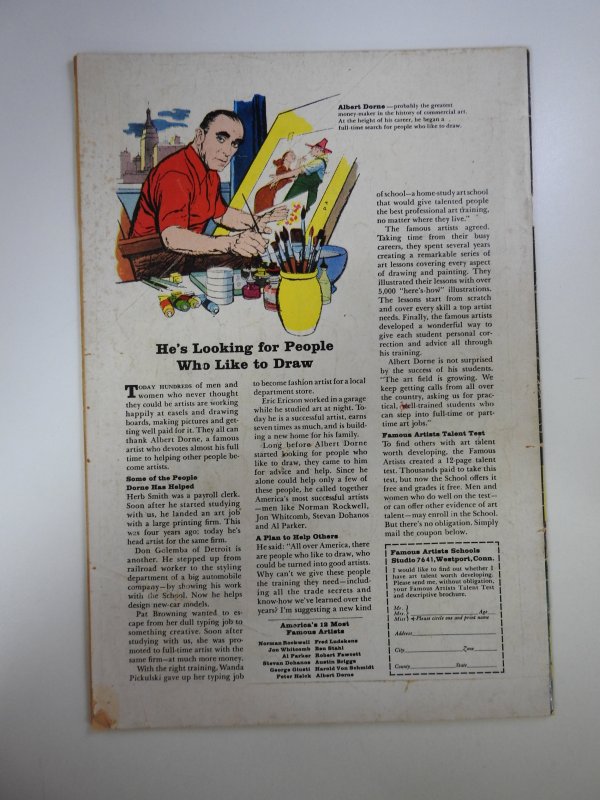 Albert Dorne — probably the greatest
money-maker in the history of commercial art.
At the height of his career, he began a
full-time search for people who like to draw.
He's Looking for People
Who Like to Draw
TODAY HUNDREDS of men and
women who never thought
they could be artists are working
happily at easels and drawing
boards, making pictures and get-
ting well paid for it. They all can
thank Albert Dorne, a famous
artist who devotes almost his full
time to helping other people be-
come artists.
Some of the People
Dorne Has Helped
Herb Smith was a payroll clerk.
Soon after he started studying
with us, he landed an art job
with a large printing firm. This
was four years ago; today he's
head artist for the same firm.
Don Golemba of Detroit is
another. He stepped up from
railroad worker to the styling
department of a big automobile
company—by showing his work
with the School. Now he helps
design new-car models.
Pat Browning wanted to es-
cape from her dull typing job to
something creative. Soon after
studying with us, she was pro-
moted to full-time artist with the
same firm—at much more money.
With the right training, Wanda
Pickulski gave up her typing job
to become fashion artist for a local
department store.
Eric Ericson worked in a garage
while he studied art at night. To-
day he is a successful artist, earns
seven times as much, and is build-
ing a new home for his family.
Long before Albert Dorne
started looking for people who
like to draw, they came to him
for advice and help. Since he
alone could help only a few of
these people, he called together
America's most successful artists
—men like Norman Rockwell,
Jon Whitcomb, Stevan Dohanos
and Al Parker.
A Plan to Help Others
He said: "All over America, there
are people who like to draw, who
could be turned into good artists.
Why can't we give these people
the training they need—includ-
ing all the trade secrets and
know-how we've learned over the
years? I'm suggesting a new kind
America's 12 Most
Famous Artists
Norman Rockwell Fred Ludekens
Jon Whitcomb Ben Stahl
Al Parker Robert Fawcett
Stevan Dohanos Austin Briggs
George Giusti Harold Von Schmidt
Peter Helck Albert Dorne
of school—a home-study art school
that would give talented people
the best professional art training,
no matter where they live."
The famous artists agreed.
Taking time from their busy
careers, they spent several years
creating a remarkable series of
art lessons covering every aspect
of drawing and painting. They
illustrated their lessons with over
5,000 "here's-how" illustrations.
The lessons start from scratch
and cover every skill a top artist
needs. Finally, the famous artists
developed a wonderful way to
give each student personal cor-
rection and advice all through
his training.
Albert Dorne is not surprised
by the success of his students.
"The art field is growing. We
keep getting calls from all over
the country, asking us for prac-
tical, well-trained students who
can step into full-time or part-
time art jobs."
Famous Artists Talent Test
To find others with art talent
worth developing, the Famous
Artists created a 12-page talent
test. Thousands paid to take this
test, but now the School offers it
free and grades it free. Men and
women who do well on the test—
or can offer other evidence of art
talent—may enroll in the School.
But there's no obligation. Simply
mail the coupon below.
Famous Artists Schools
Studio 7641, Westport, Conn.
I would like to find out whether I
have art talent worth developing.
Please send me, without obligation,
your Famous Artists Talent Test
and descriptive brochure.
Mr.
Mrs. Age
Miss Please circle one and print name
Address
City Zone
County State